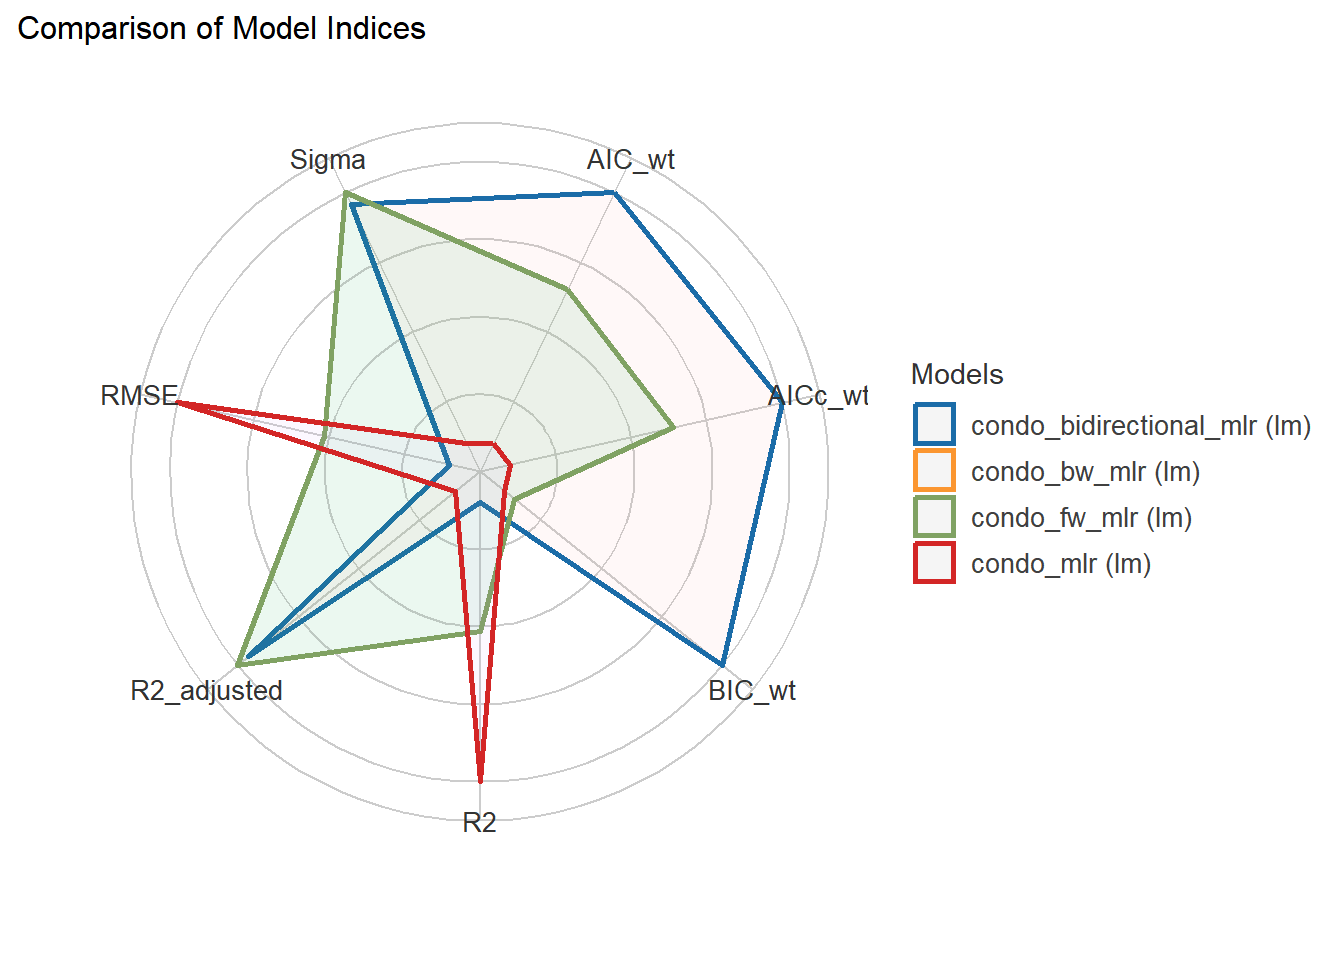 Comparison of Model Indices
Sigma
AIC_wt
RMSE
AICc_wt
R2_adjusted
BIC_wt
R2
Models
condo_bidirectional_mlr (lm)
condo_bw_mlr (lm)
condo_fw_mlr (lm)
condo_mlr (lm)